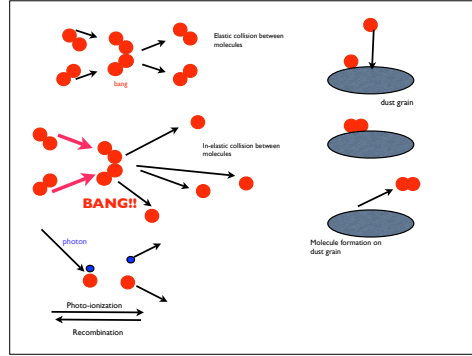 Elastic collision between
molecules
bang
dust grain
In-elastic collision between
molecules
BANG!!
photon
Molecule formation on
dust grain
Photo-ionization
Recombination